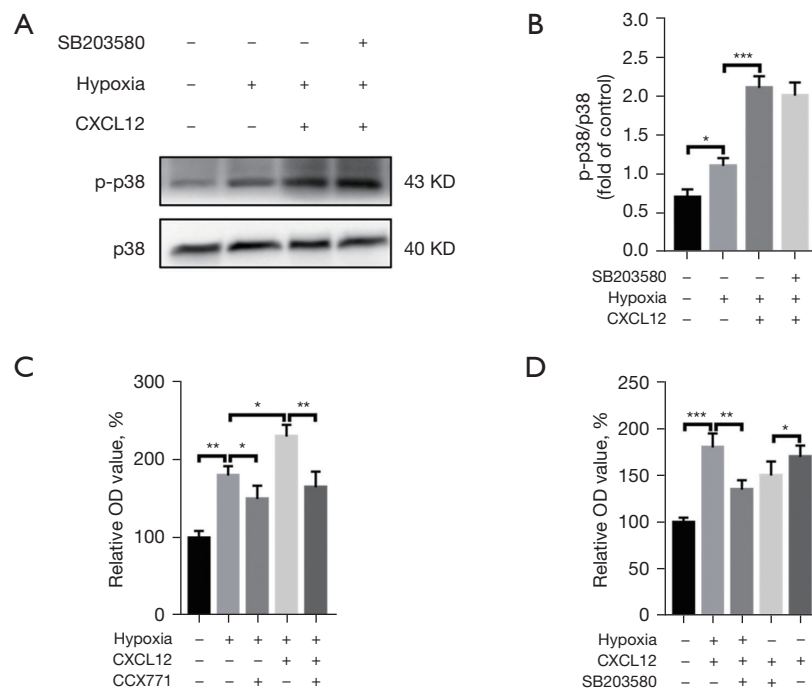 A
SB203580 – – – +
Hypoxia – + + +
CXCL12 – – + +
p-p38 43 KD
p38 40 KD
B
p-p38/p38
(fold of control)
3.0
2.5
2.0
1.5
1.0
0.5
0.0
* ***
SB203580 – – – +
Hypoxia – + + +
CXCL12 – – + +
C
Relative OD value, %
300
200
100
0
** * * **
Hypoxia – + + + +
CXCL12 – – – + +
CCX771 – – + – +
D
Relative OD value, %
250
200
150
100
50
0
*** ** *
Hypoxia – + + – –
CXCL12 – + + + +
SB203580 – – + + –